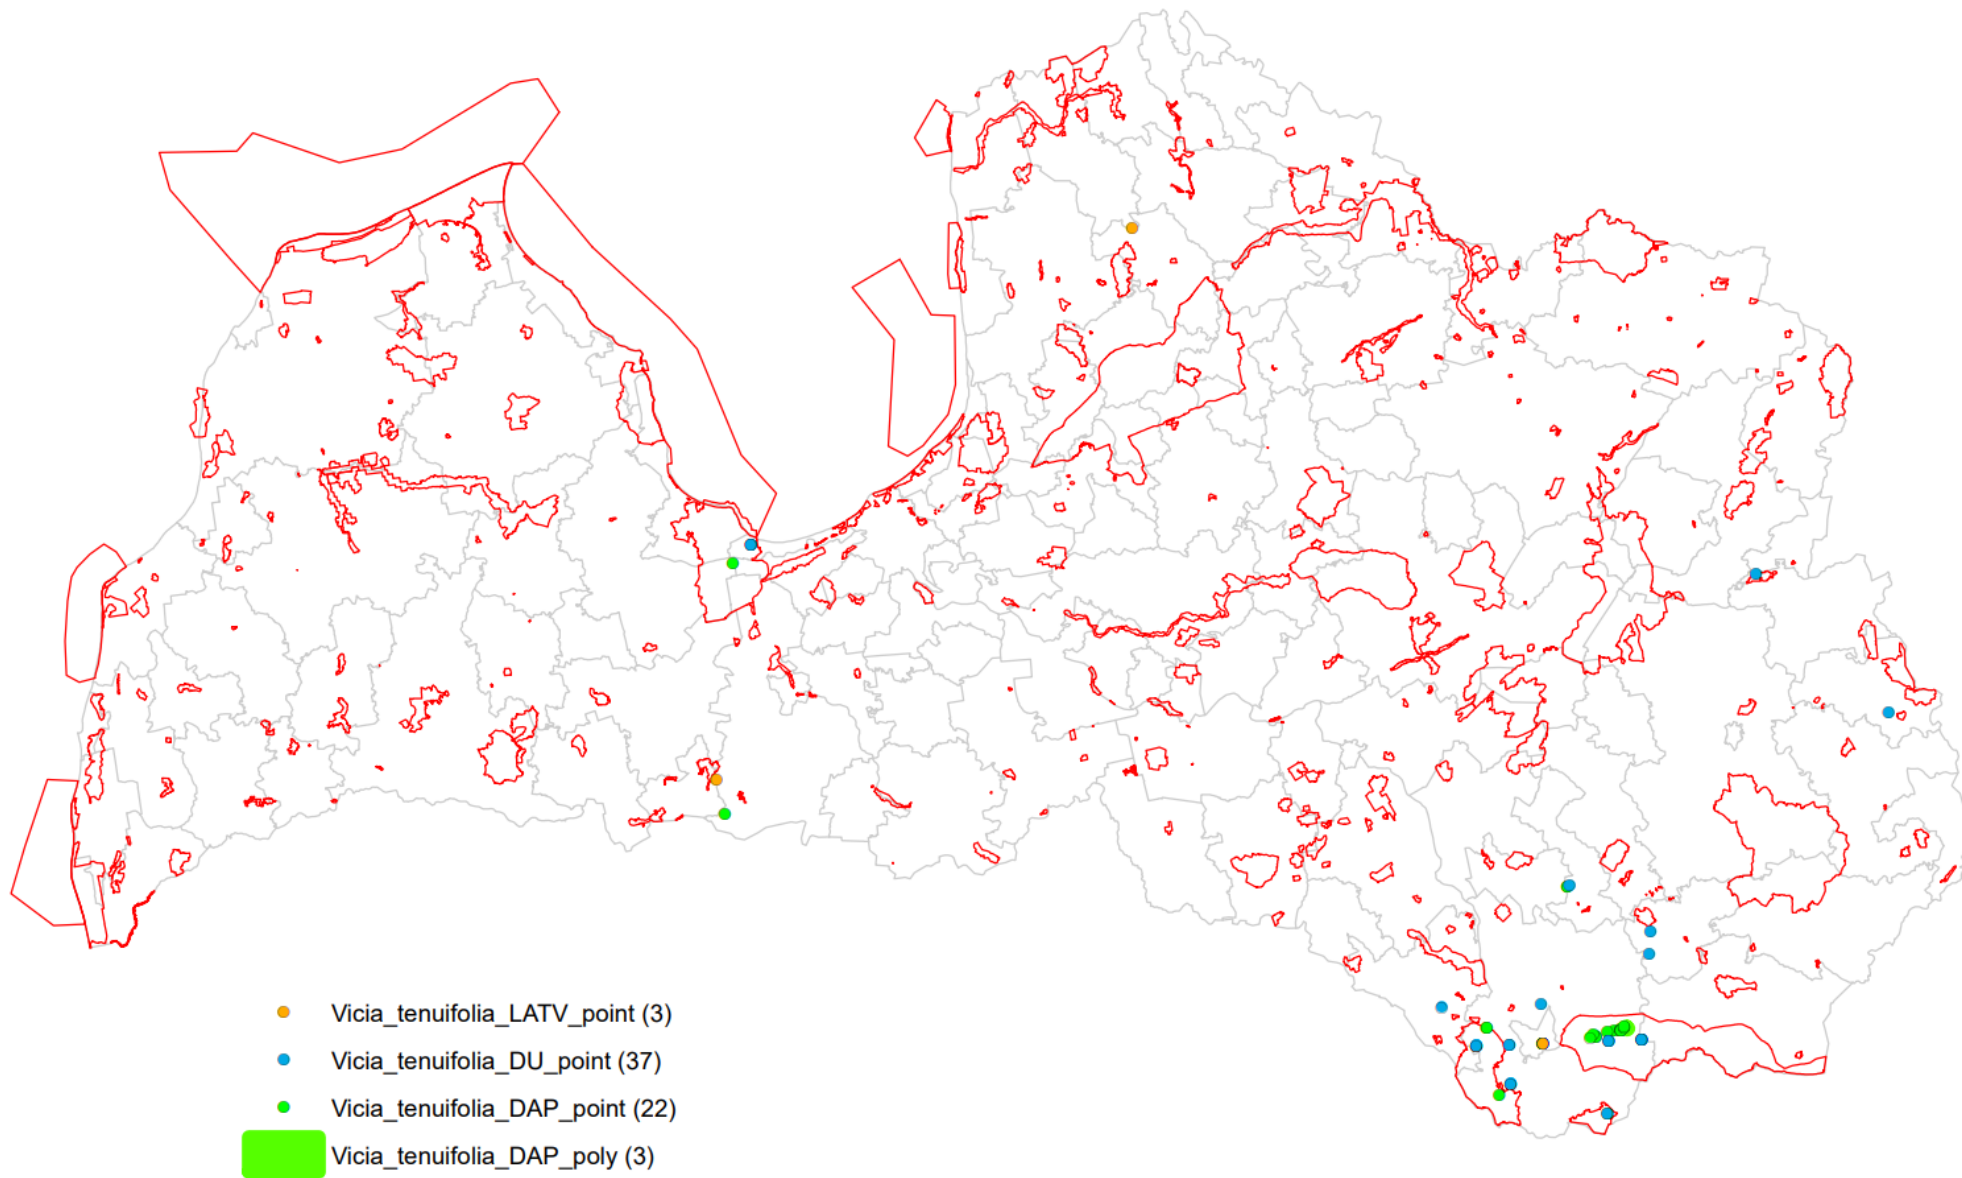 Vicia_tenuifolia_LATV_point (3)
Vicia_tenuifolia_DU_point (37)
Vicia_tenuifolia_DAP_point (22)
Vicia_tenuifolia_DAP_poly (3)